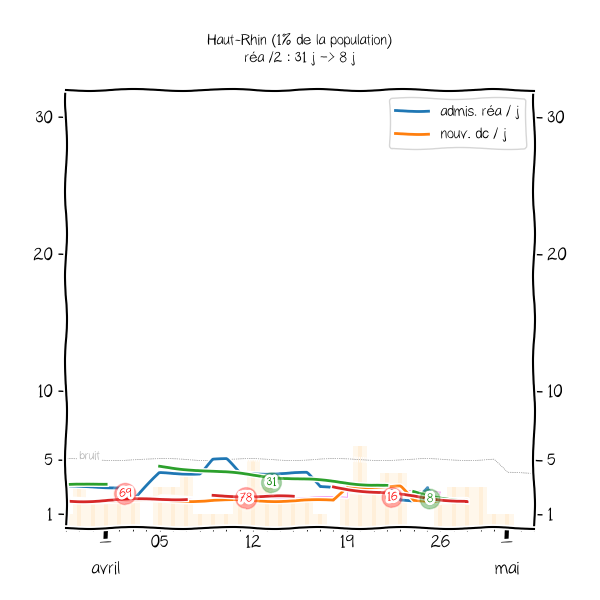 Haut-Rhin (1% de la population)
réa /2 : 31 j -> 8 j
admis. réa / j
nouv. dc / j
30 30
20 20
10 10
5 bruit 5
69 78 31 16 8
1 1
05 12 19 26
avril mai